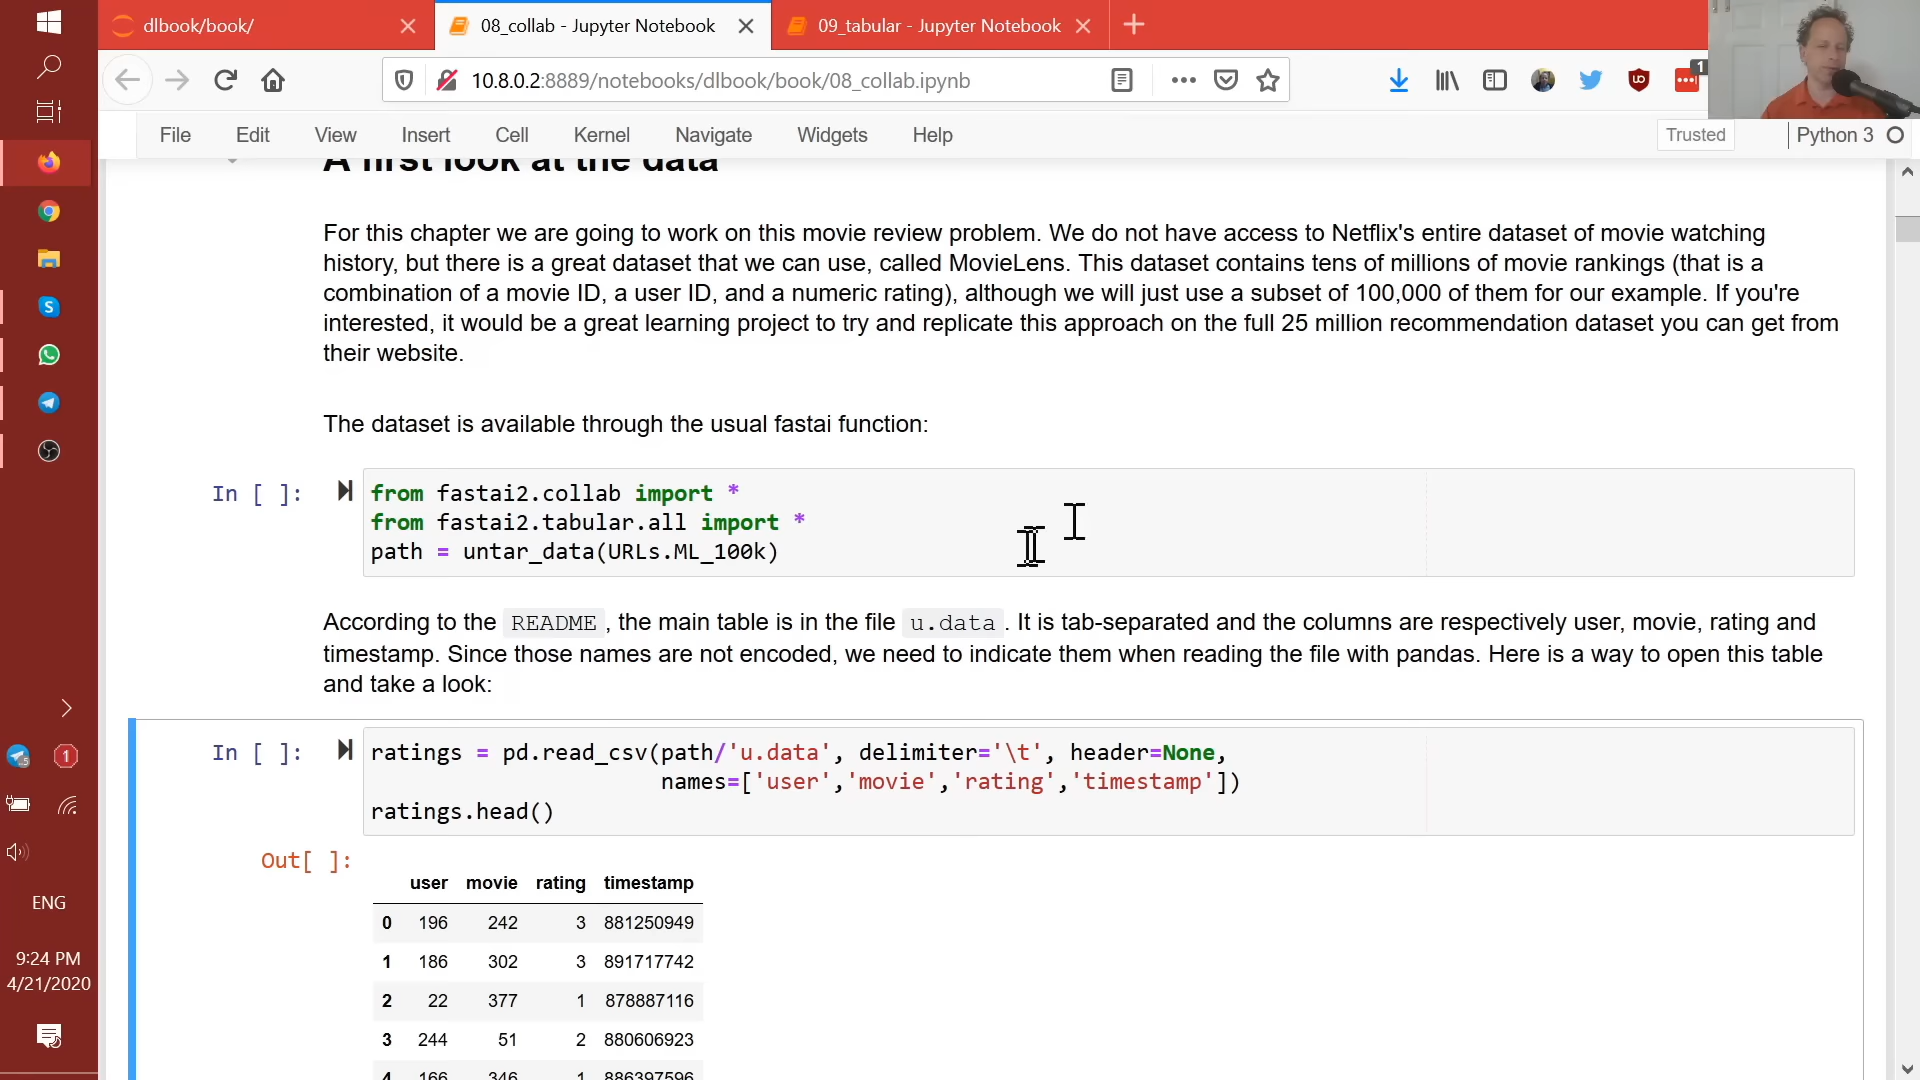 dlbook/book/
08_collab - Jupyter Notebook
09_tabular - Jupyter Notebook
10.8.0.2:8889/notebooks/dlbook/book/08_collab.ipynb
1
File Edit View Insert Cell Kernel Navigate Widgets Help
Trusted
Python 3
A first look at the data
For this chapter we are going to work on this movie review problem. We do not have access to Netflix's entire dataset of movie watching
history, but there is a great dataset that we can use, called MovieLens. This dataset contains tens of millions of movie rankings (that is a
combination of a movie ID, a user ID, and a numeric rating), although we will just use a subset of 100,000 of them for our example. If you're
interested, it would be a great learning project to try and replicate this approach on the full 25 million recommendation dataset you can get from
their website.
The dataset is available through the usual fastai function:
In [ ]:
from fastai2.collab import *
from fastai2.tabular.all import *
path = untar_data(URLs.ML_100k)
According to the README , the main table is in the file u.data . It is tab-separated and the columns are respectively user, movie, rating and
timestamp. Since those names are not encoded, we need to indicate them when reading the file with pandas. Here is a way to open this table
and take a look:
In [ ]:
ratings = pd.read_csv(path/'u.data', delimiter='\t', header=None,
names=['user','movie','rating','timestamp'])
ratings.head()
Out[ ]:
user movie rating timestamp
0 196 242 3 881250949
1 186 302 3 891717742
2 22 377 1 878887116
3 244 51 2 880606923
4 166 346 1 886397596
1
ENG
9:24 PM
4/21/2020